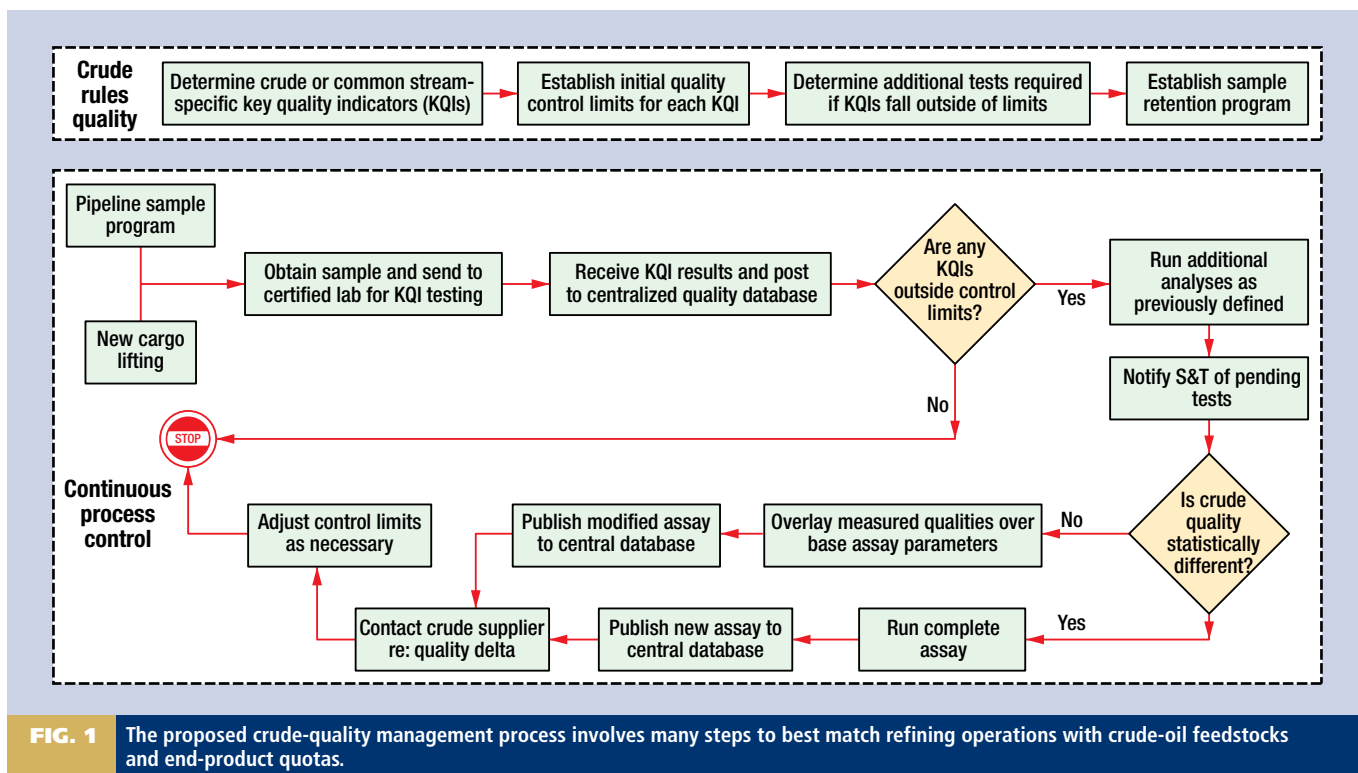 Crude
rules
quality
Determine crude or common stream-
specific key quality indicators (KQIs)
Establish initial quality
control limits for each KQI
Determine additional tests required
if KQIs fall outside of limits
Establish sample
retention program
Pipeline sample
program
New cargo
lifting
Obtain sample and send to
certified lab for KQI testing
Receive KQI results and post
to centralized quality database
Are any
KQIs
outside control
limits?
Yes
Run additional
analyses as
previously defined
No
Notify S&T of pending
tests
STOP
Continuous
process
control
Is crude
quality
statistically
different?
No
Overlay measured qualities over
base assay parameters
Publish modified assay
to central database
Adjust control limits
as necessary
Yes
Run complete
assay
Publish new assay to
central database
Contact crude supplier
re: quality delta
FIG. 1
The proposed crude-quality management process involves many steps to best match refining operations with crude-oil feedstocks
and end-product quotas.